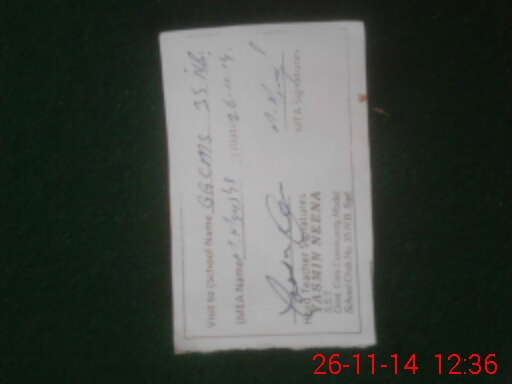 Visit to (School Name GGCMS 35 NB.
(MEA Name (Date 26-11-14.
Head Teacher Signatures MEA Signatures
YASMIN NEENA
S.S.T
Govt. Girls Community Model
School Chak No. 35 N.B. Sgd.
26-11-14 12:36